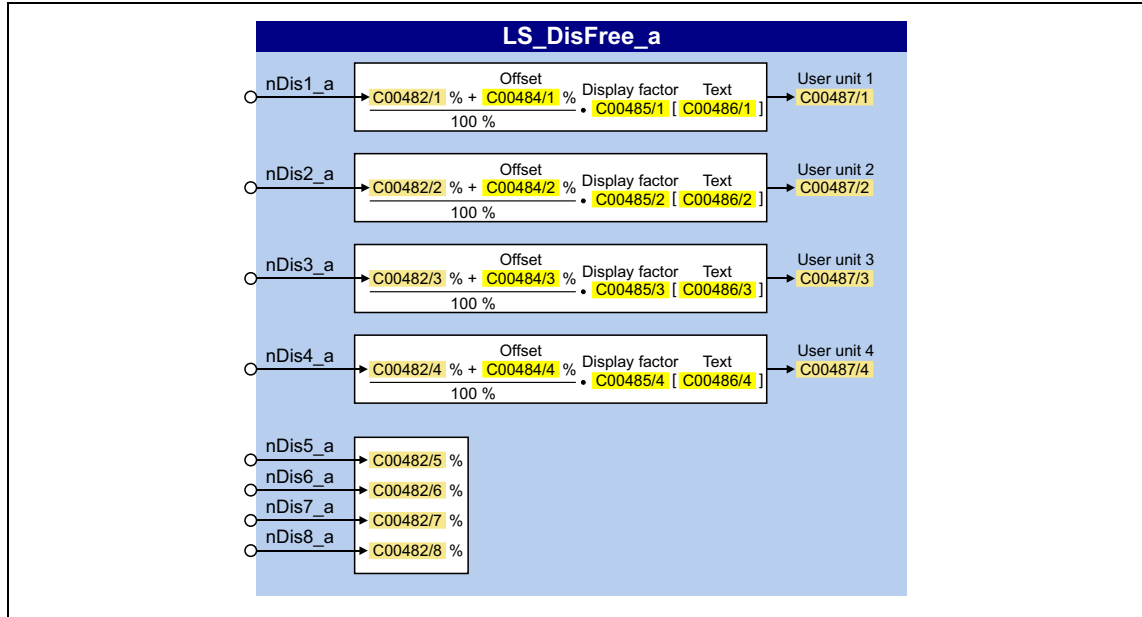 LS_DisFree_a
nDis1_a
Offset
C00482/1 % + C00484/1 %
100 %
• Display factor Text
C00485/1 [ C00486/1 ]
User unit 1
C00487/1
nDis2_a
Offset
C00482/2 % + C00484/2 %
100 %
• Display factor Text
C00485/2 [ C00486/2 ]
User unit 2
C00487/2
nDis3_a
Offset
C00482/3 % + C00484/3 %
100 %
• Display factor Text
C00485/3 [ C00486/3 ]
User unit 3
C00487/3
nDis4_a
Offset
C00482/4 % + C00484/4 %
100 %
• Display factor Text
C00485/4 [ C00486/4 ]
User unit 4
C00487/4
nDis5_a
C00482/5 %
nDis6_a
C00482/6 %
nDis7_a
C00482/7 %
nDis8_a
C00482/8 %